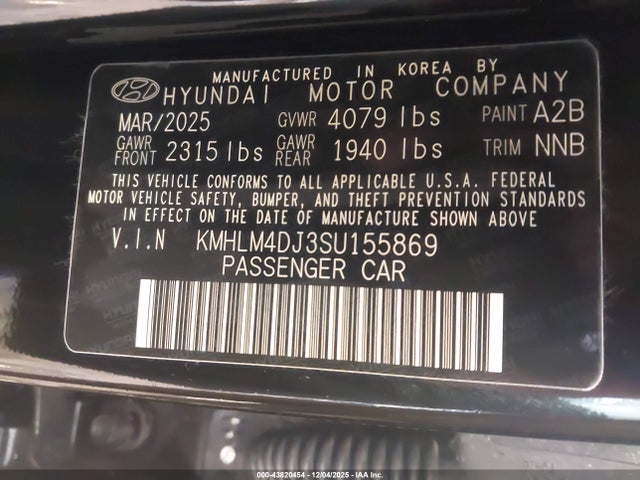 MANUFACTURED IN KOREA BY
HYUNDAI MOTOR COMPANY
MAR/2025 GVWR 4079 lbs PAINT A2B
GAWR FRONT 2315 lbs GAWR REAR 1940 lbs TRIM NNB
THIS VEHICLE CONFORMS TO ALL APPLICABLE U.S.A. FEDERAL
MOTOR VEHICLE SAFETY, BUMPER, AND THEFT PREVENTION STANDARDS
IN EFFECT ON THE DATE OF MANUFACTURE SHOWN ABOVE
V.I.N KMHLM4DJ3SU155869
PASSENGER CAR
000-43820454 | 12/04/2025 | IAA Inc.